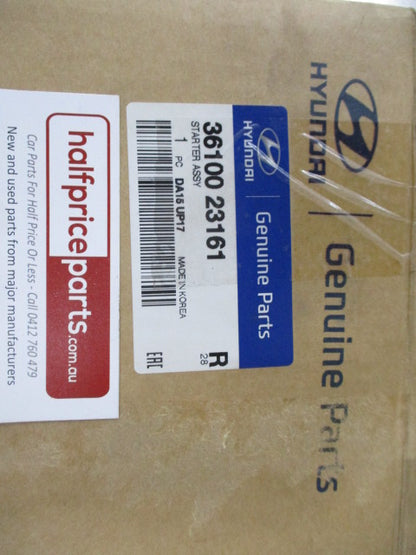 HYUNDAI | Genuine Parts
HYUNDAI | Genuine Parts
36100 23161
STARTER ASSY
1 PC DA15 UP17 MADE IN KOREA
R
28
EAC
halfpriceparts.com.au
Car Parts For Half Price Or Less - Call 0412 760 479
New and used parts from major manufacturers